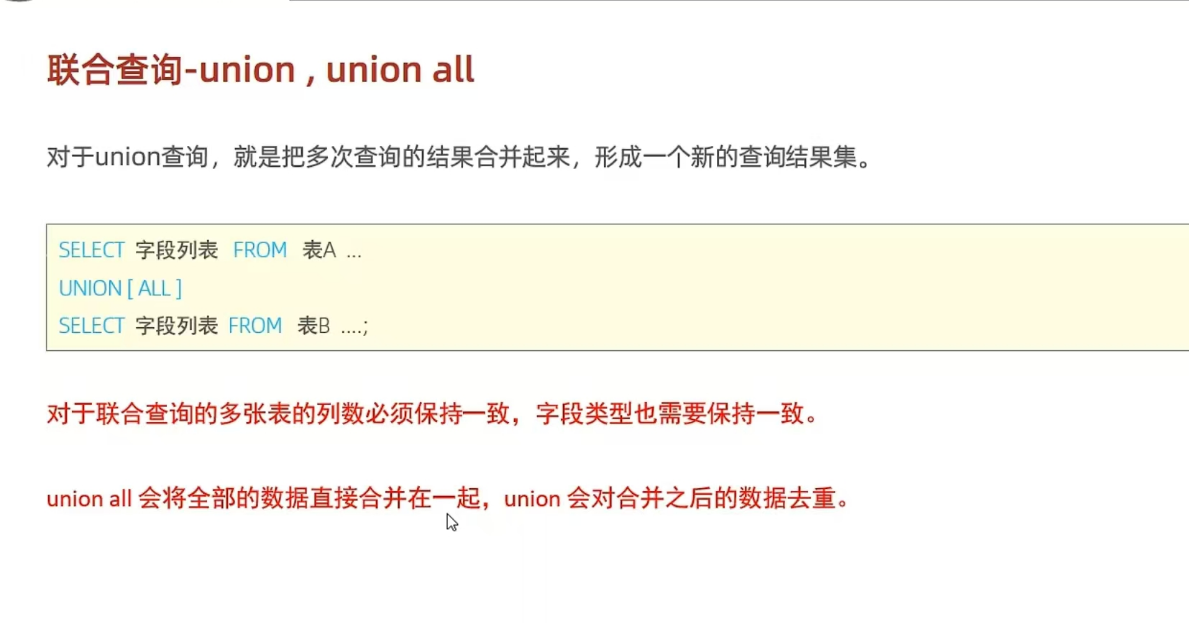 联合查询-union , union all
对于union查询，就是把多次查询的结果合并起来，形成一个新的查询结果集。
SELECT 字段列表 FROM 表A ...
UNION [ ALL ]
SELECT 字段列表 FROM 表B ....;
对于联合查询的多张表的列数必须保持一致，字段类型也需要保持一致。
union all 会将全部的数据直接合并在一起，union 会对合并之后的数据去重。